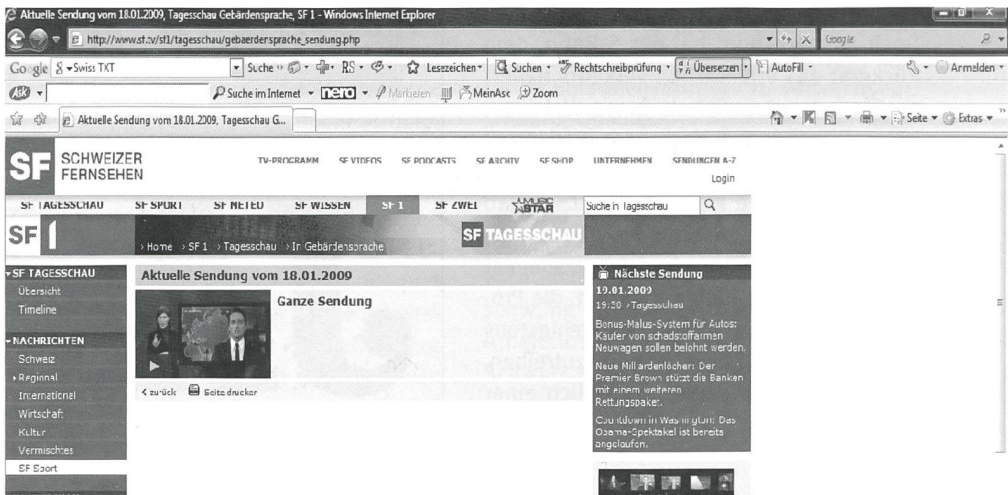 Aktuelle Sendung vom 18.01.2009, Tagesschau Gebärdensprache, SF 1 - Windows Internet Explorer
http://www.sf.tv/sf1/tagesschau/gebaerdensprache_sendung.php
Google
Google Swiss TXT Suche RS Lesezeichen Suchen Rechtschreibprüfung Übersetzen AutoFill Anmelden
Ask Suche im Internet nero Markieren MeinAsk Zoom
Aktuelle Sendung vom 18.01.2009, Tagesschau G... Seite Extras
SF SCHWEIZER
FERNSEHEN
TV-PROGRAMM SF VIDEOS SF PODCASTS SF ARCHIV SF SHOP UNTERNEHMEN SENDUNGEN A-Z
Login
SF TAGESSCHAU SF SPORT SF METEO SF WISSEN SF 1 SF ZWEI MUSIC STAR Suche in Tagesschau
SF 1
SF TAGESSCHAU
› Home › SF 1 › Tagesschau › In Gebärdensprache
SF TAGESSCHAU
Übersicht
Timeline
NACHRICHTEN
Schweiz
Regional
International
Wirtschaft
Kultur
Vermischtes
SF Sport
Aktuelle Sendung vom 18.01.2009
Ganze Sendung
< zurück Seite drucken
Nächste Sendung
19.01.2009
19:30 › Tagesschau
Bonus-Malus-System für Autos:
Käufer von schadstoffarmen
Neuwagen sollen belohnt werden.
Neue Milliardenlöcher: Der
Premier Brown stützt die Banken
mit einem weiteren
Rettungspaket.
Countdown in Washington: Das
Obama-Spektakel ist bereits
angelaufen.